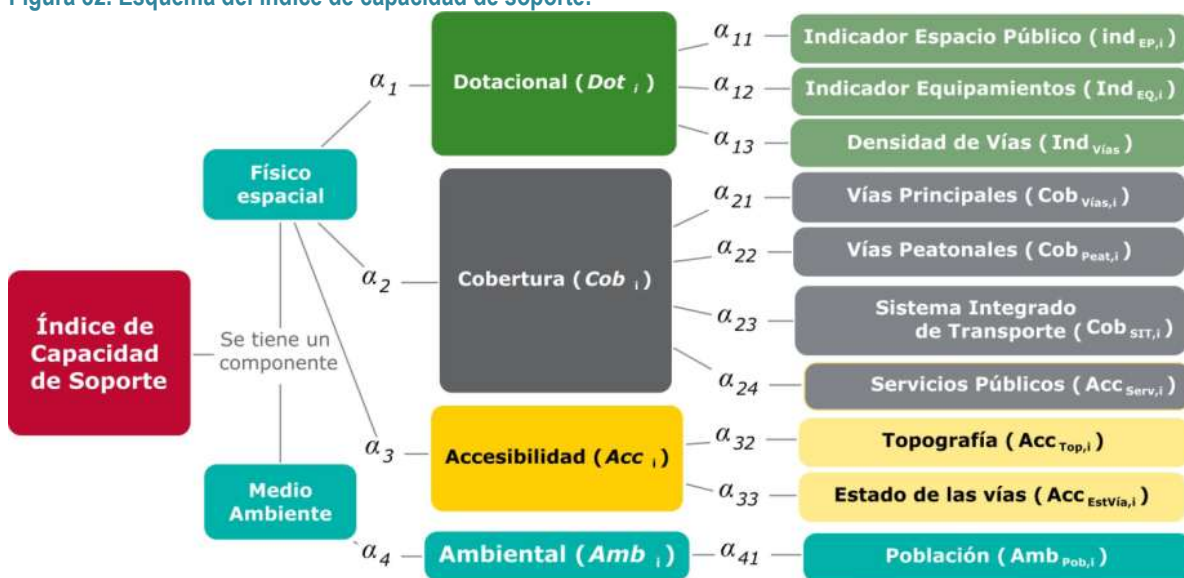 Figura 62. Esquema del índice de capacidad de soporte.
Índice de
Capacidad
de Soporte
Se tiene un
componente
Físico
espacial
Medio
Ambiente
α1
α2
α3
α4
Dotacional (Dot i)
α11
Indicador Espacio Público (ind EP,i)
α12
Indicador Equipamientos (Ind EQ,i)
α13
Densidad de Vías (Ind Vías)
Cobertura (Cob i)
α21
Vías Principales (Cob Vías,i)
α22
Vías Peatonales (Cob Peat,i)
α23
Sistema Integrado
de Transporte (Cob SIT,i)
α24
Servicios Públicos (Acc Serv,i)
Accesibilidad (Acc i)
α32
Topografía (Acc Top,i)
α33
Estado de las vías (Acc EstVía,i)
Ambiental (Amb i)
α41
Población (Amb Pob,i)